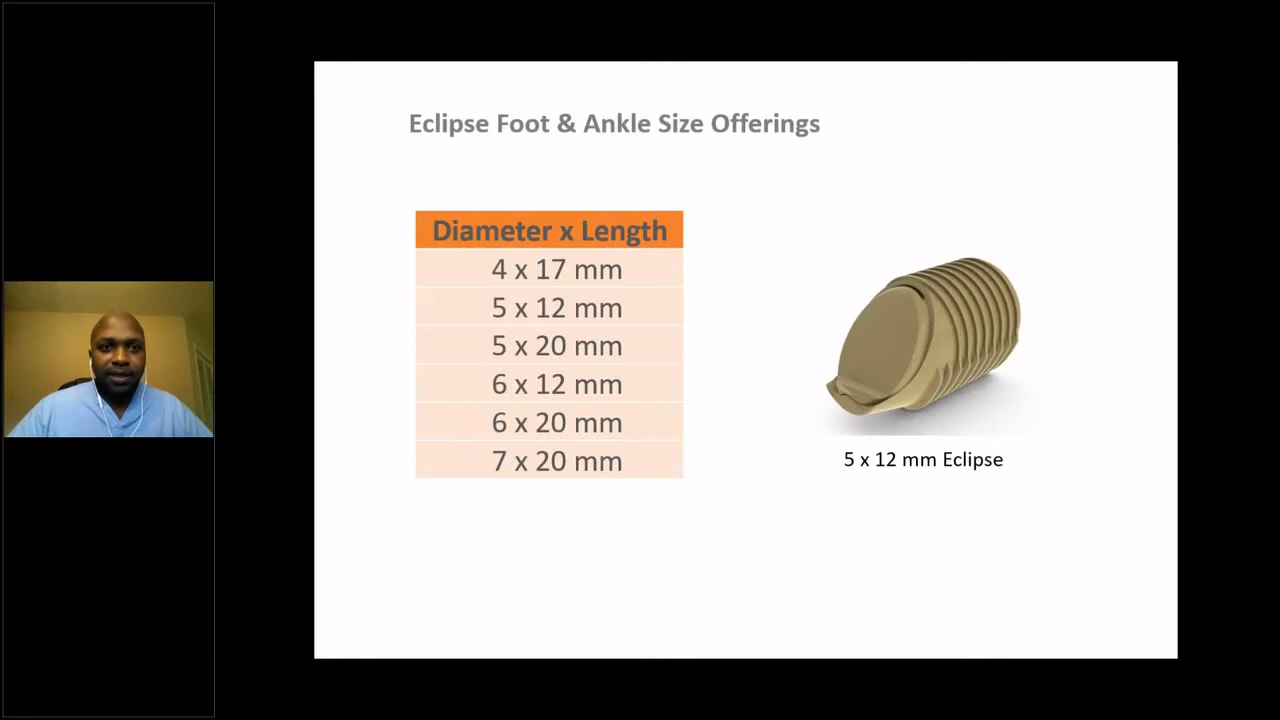 Eclipse Foot & Ankle Size Offerings
Diameter x Length
4 x 17 mm
5 x 12 mm
5 x 20 mm
6 x 12 mm
6 x 20 mm
7 x 20 mm
5 x 12 mm Eclipse